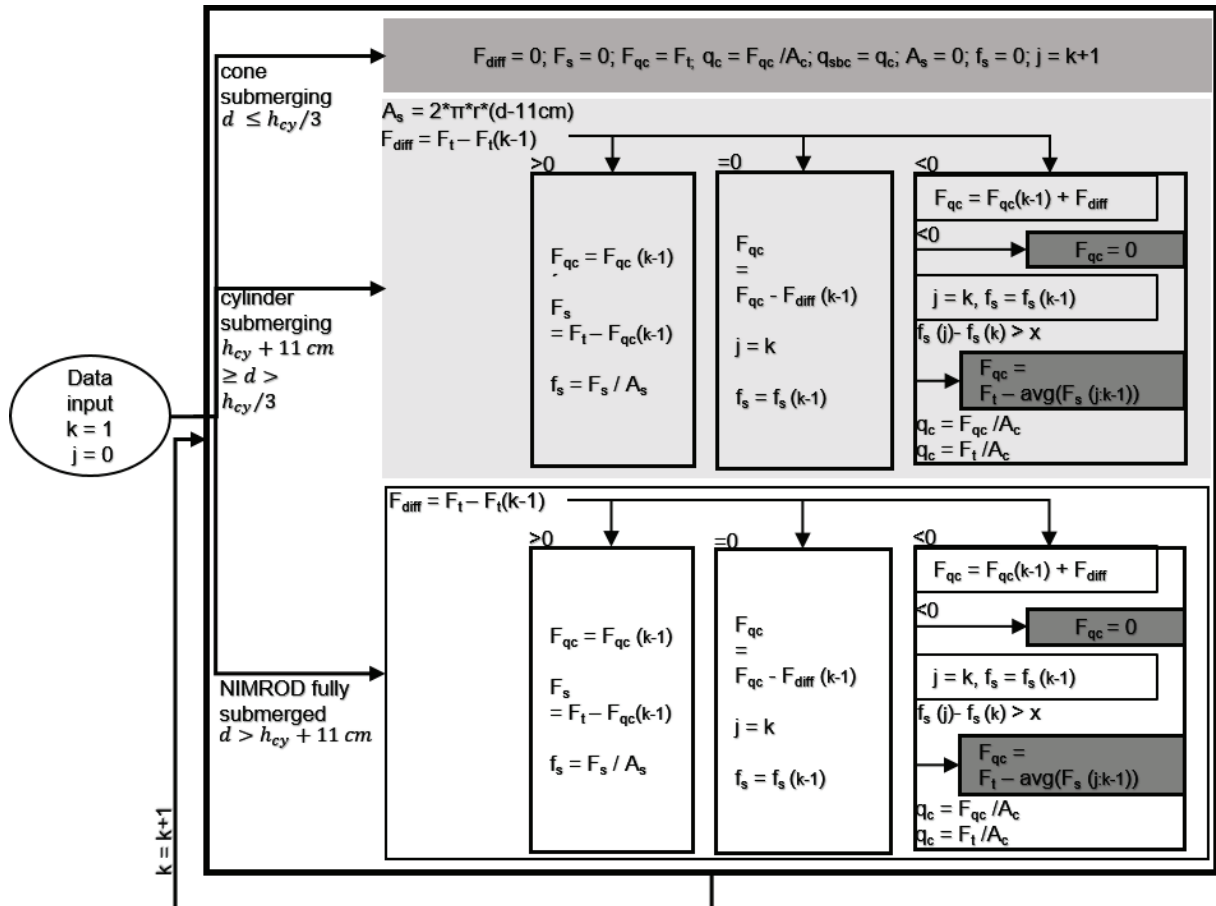 F_diff = 0; F_s = 0; F_qc = F_t; q_c = F_qc /A_c; q_sbc = q_c; A_s = 0; f_s = 0; j = k+1
cone
submerging
d ≤ h_cy/3
A_s = 2*π*r*(d-11cm)
F_diff = F_t – F_t(k-1)
>0
=0
<0
F_qc = F_qc (k-1)
F_s
= F_t – F_qc(k-1)
f_s = F_s / A_s
F_qc
=
F_qc - F_diff (k-1)
j = k
f_s = f_s (k-1)
F_qc = F_qc(k-1) + F_diff
<0
F_qc = 0
j = k, f_s = f_s (k-1)
f_s (j)- f_s (k) > x
F_qc =
F_t – avg(F_s (j:k-1))
q_c = F_qc /A_c
q_c = F_t /A_c
cylinder
submerging
h_cy + 11 cm
≥ d >
h_cy/3
Data
input
k = 1
j = 0
F_diff = F_t – F_t(k-1)
>0
=0
<0
F_qc = F_qc (k-1)
F_s
= F_t – F_qc(k-1)
f_s = F_s / A_s
F_qc
=
F_qc - F_diff (k-1)
j = k
f_s = f_s (k-1)
F_qc = F_qc(k-1) + F_diff
<0
F_qc = 0
j = k, f_s = f_s (k-1)
f_s (j)- f_s (k) > x
F_qc =
F_t – avg(F_s (j:k-1))
q_c = F_qc /A_c
q_c = F_t /A_c
NIMROD fully
submerged
d > h_cy + 11 cm
k = k+1